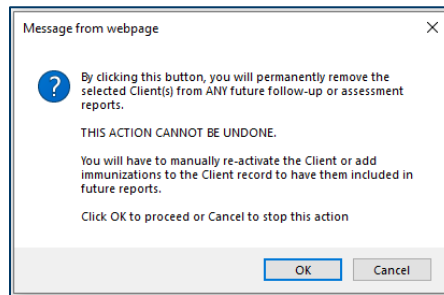 Message from webpage
By clicking this button, you will permanently remove the
selected Client(s) from ANY future follow-up or assessment
reports.
THIS ACTION CANNOT BE UNDONE.
You will have to manually re-activate the Client or add
immunizations to the Client record to have them included in
future reports.
Click OK to proceed or Cancel to stop this action
OK
Cancel